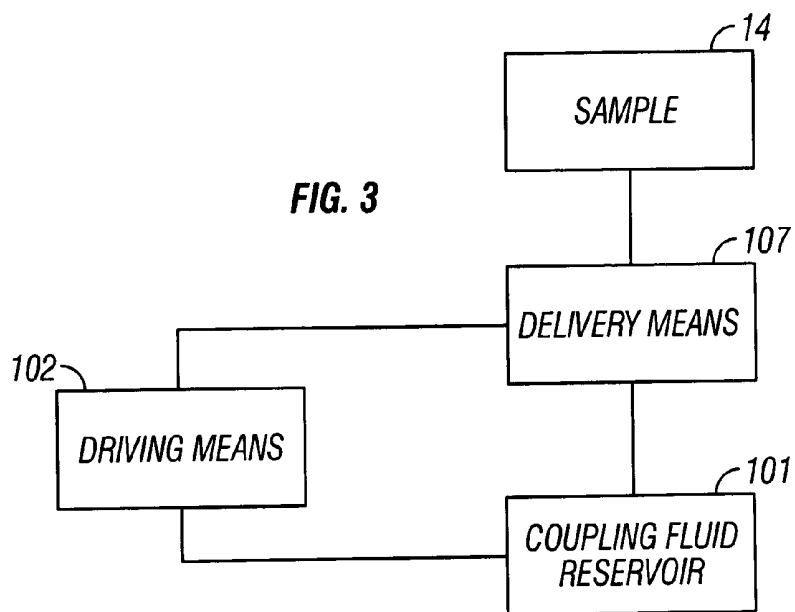 14
SAMPLE
FIG. 3
107
DELIVERY MEANS
102
DRIVING MEANS
101
COUPLING FLUID
RESERVOIR